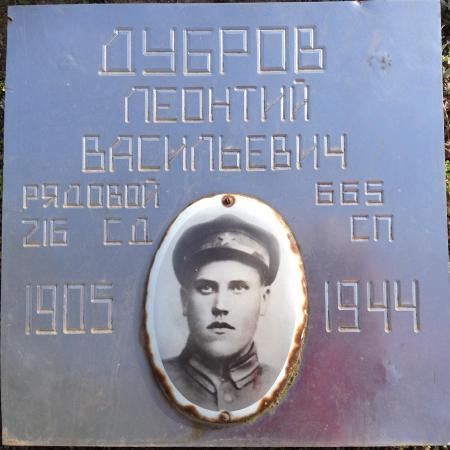 ДУБРОВ
ЛЕОНТИЙ
ВАСИЛЬЕВИЧ
РЯДОВОЙ 665
216 СД СП
1905 1944